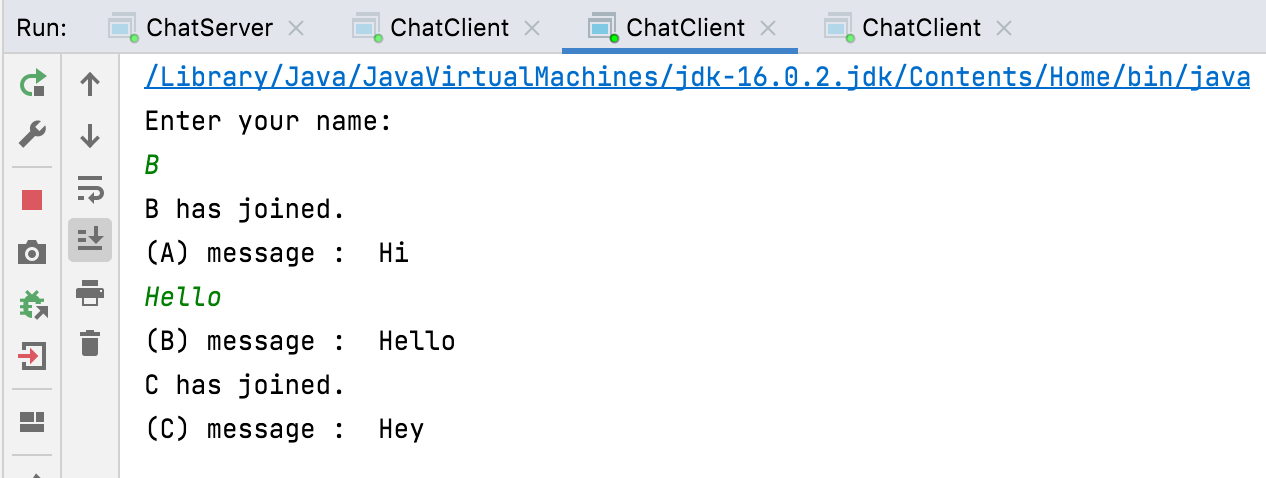 Run: ChatServer ChatClient ChatClient ChatClient
/Library/Java/JavaVirtualMachines/jdk-16.0.2.jdk/Contents/Home/bin/java
Enter your name:
B
B has joined.
(A) message :  Hi
Hello
(B) message :  Hello
C has joined.
(C) message :  Hey